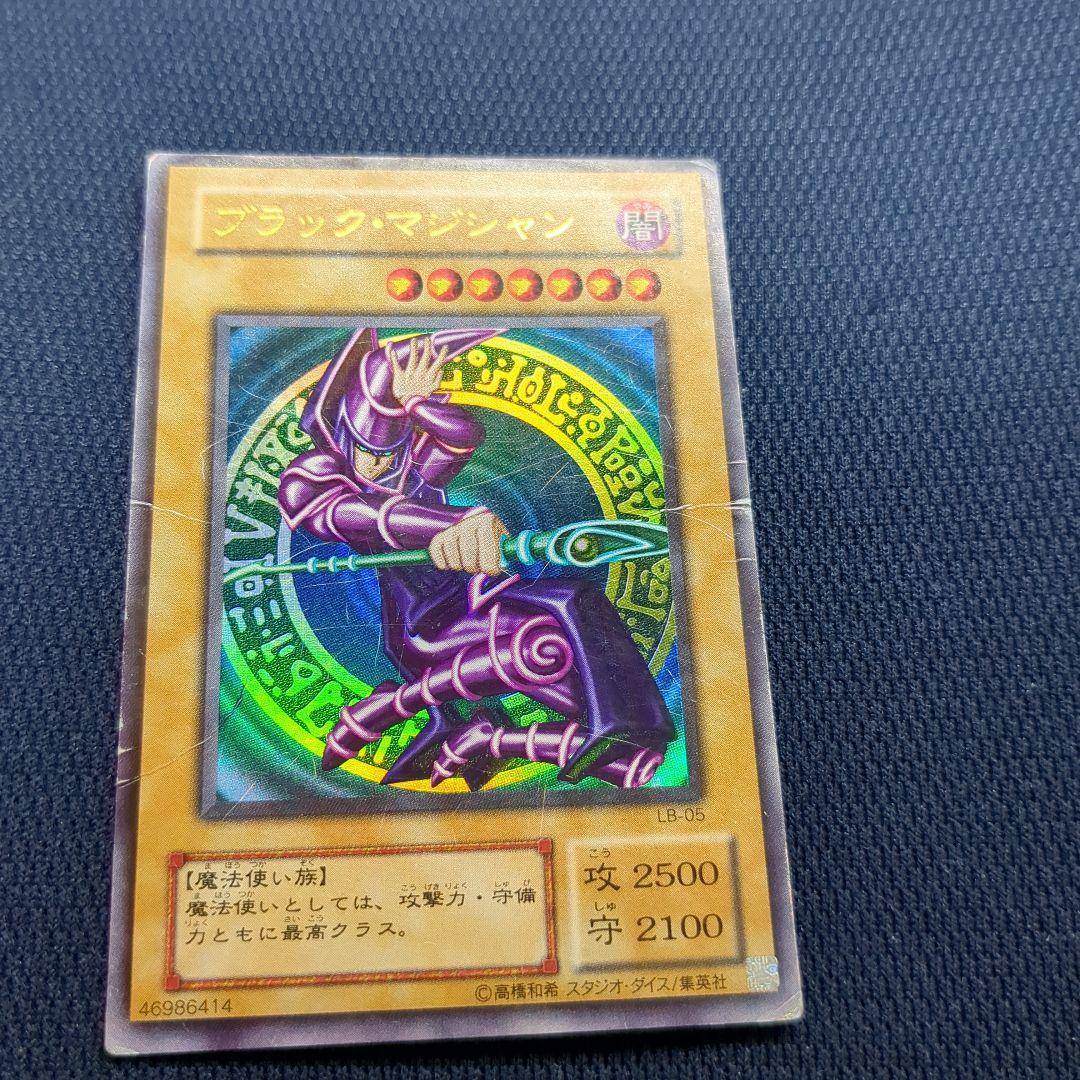 ブラック・マジシャン
闇
LB-05
【魔法使い族】
魔法使いとしては、攻撃力・守備
力ともに最高クラス。
攻 2500
守 2100
46986414
©高橋和希 スタジオ・ダイス/集英社